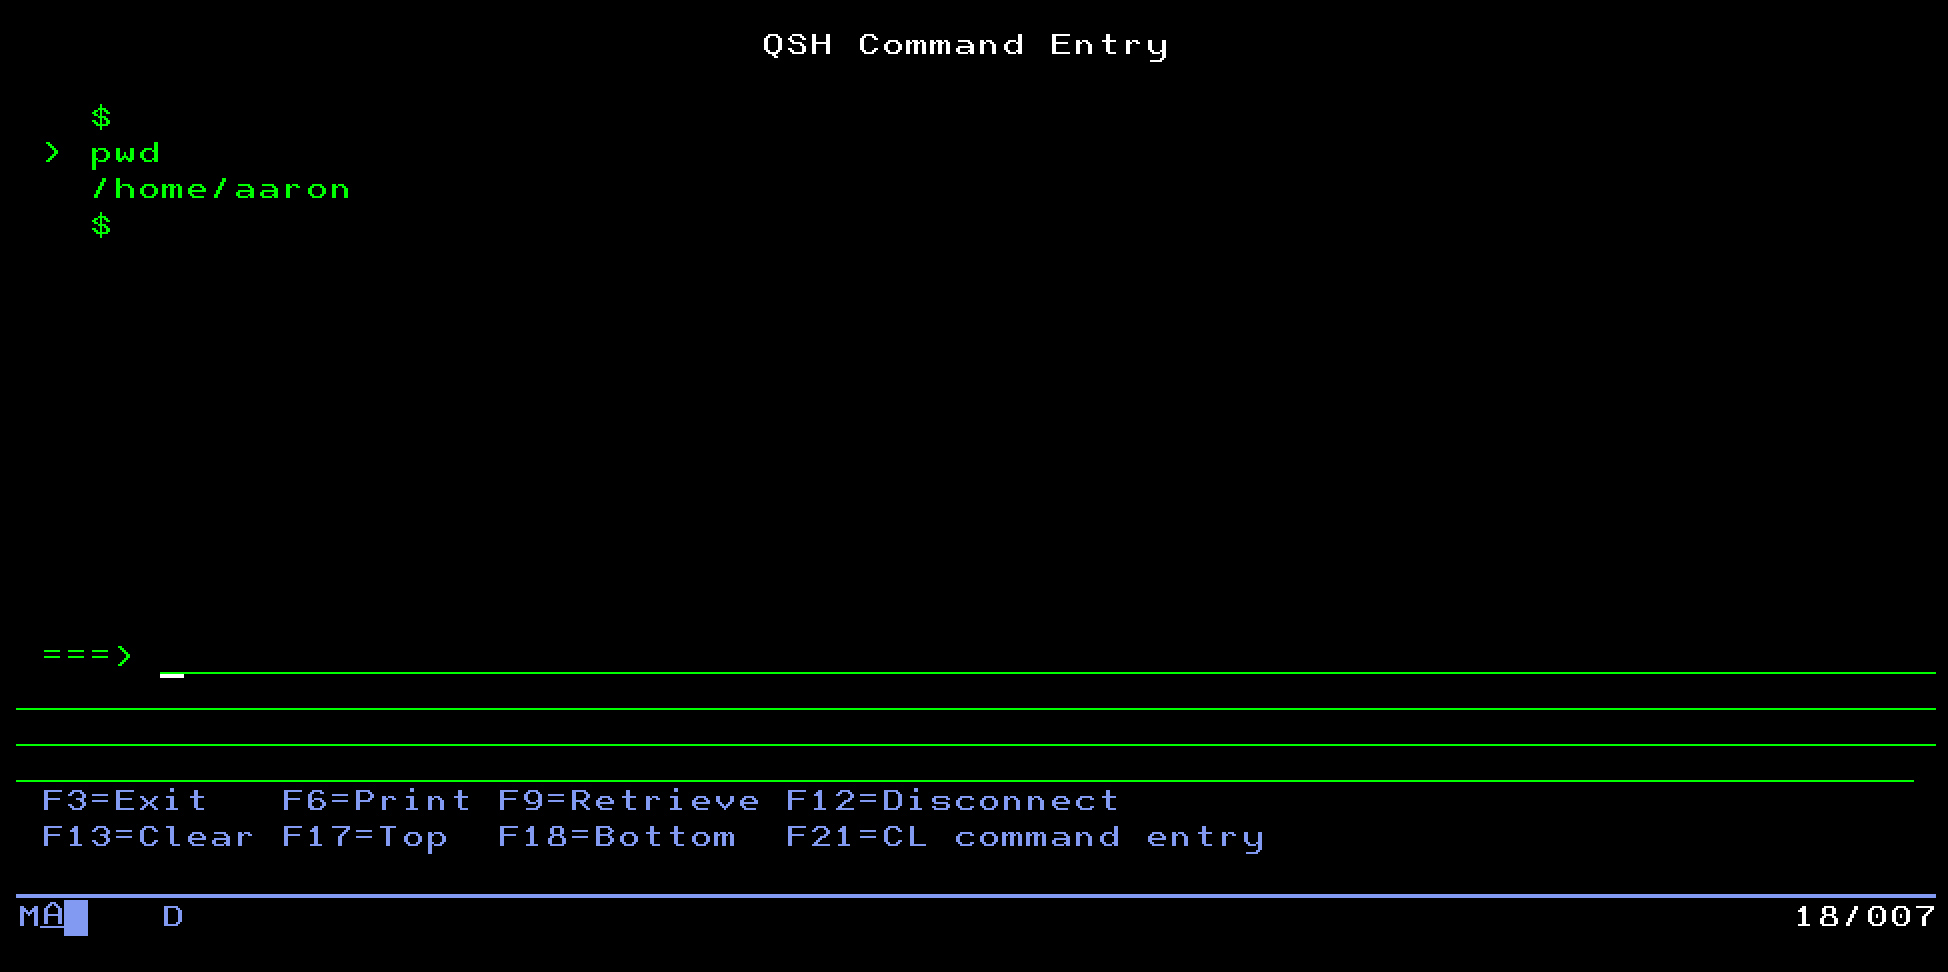 QSH Command Entry
$
> pwd
/home/aaron
$
===> _
F3=Exit   F6=Print F9=Retrieve F12=Disconnect
F13=Clear F17=Top  F18=Bottom  F21=CL command entry
MA    D    18/007